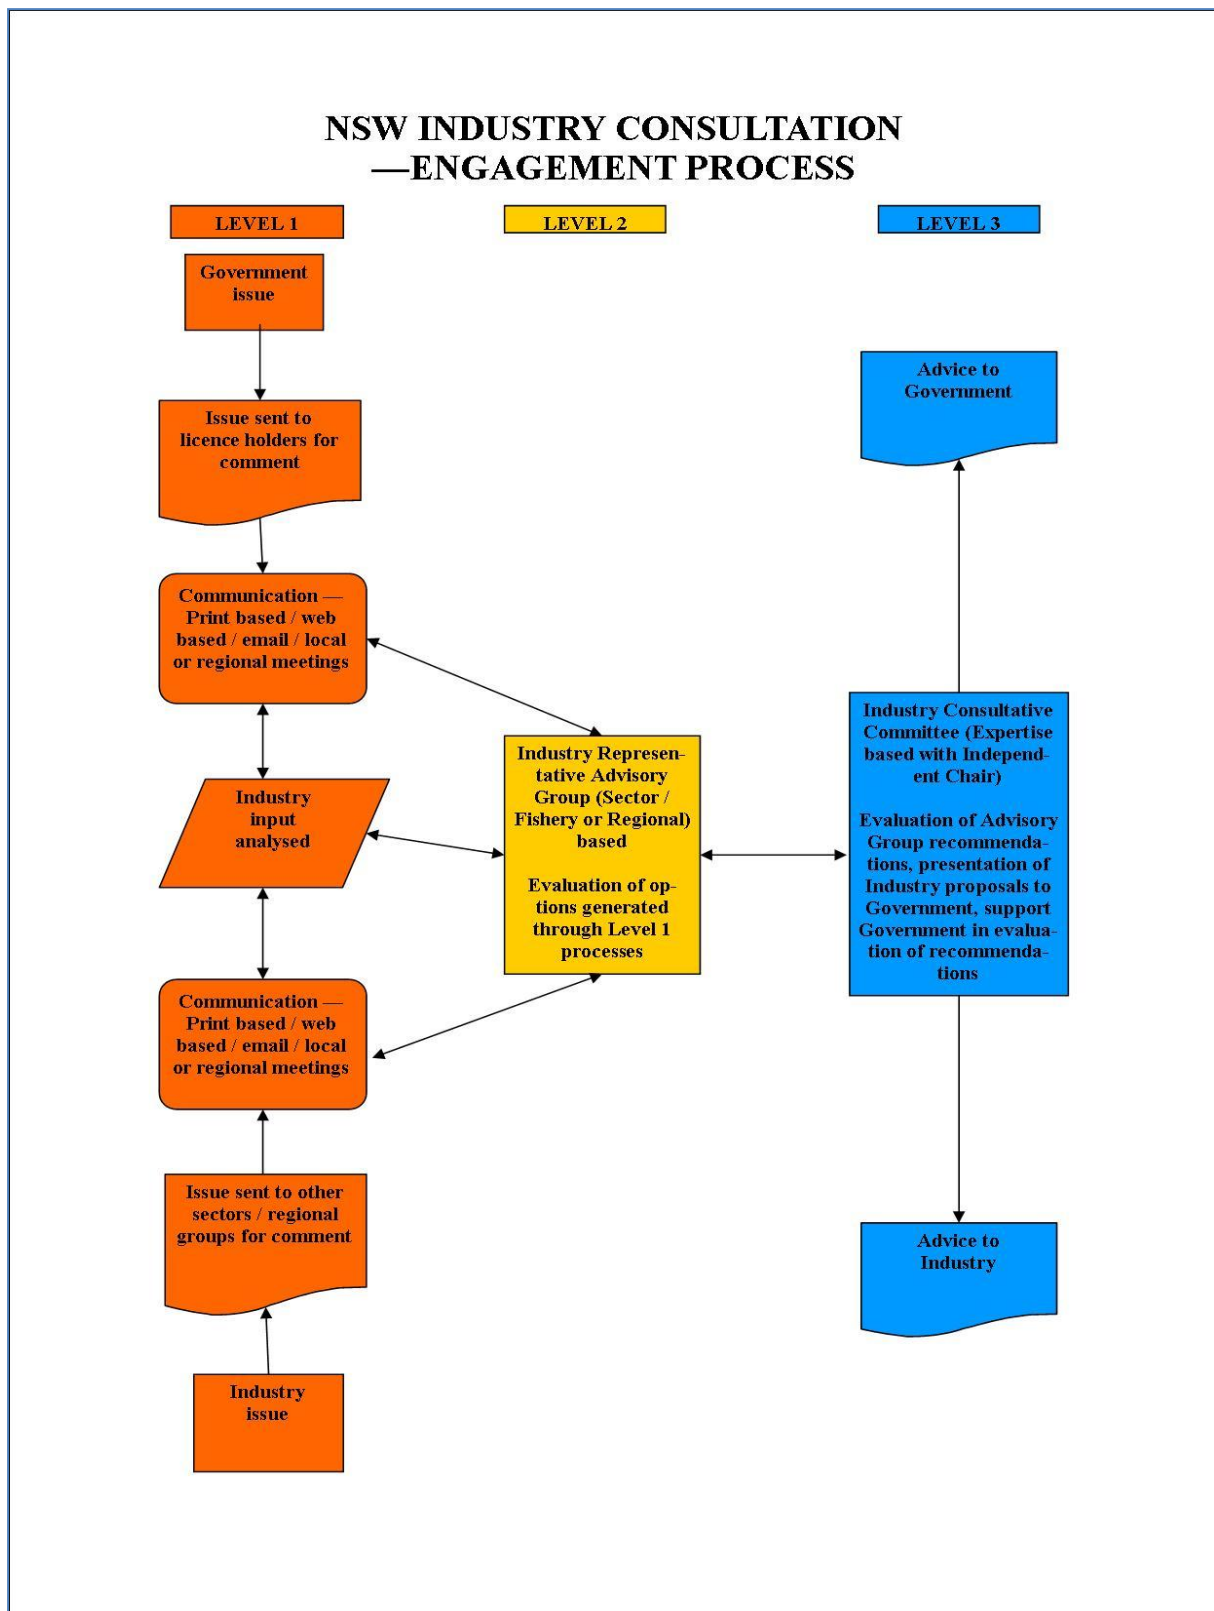 NSW INDUSTRY CONSULTATION
—ENGAGEMENT PROCESS
LEVEL 1
LEVEL 2
LEVEL 3
Government
issue
Issue sent to
licence holders for
comment
Communication —
Print based / web
based / email / local
or regional meetings
Industry
input
analysed
Communication —
Print based / web
based / email / local
or regional meetings
Issue sent to other
sectors / regional
groups for comment
Industry
issue
Industry Represen-
tative Advisory
Group (Sector /
Fishery or Regional)
based
Evaluation of op-
tions generated
through Level 1
processes
Advice to
Government
Industry Consultative
Committee (Expertise
based with Independ-
ent Chair)
Evaluation of Advisory
Group recommenda-
tions, presentation of
Industry proposals to
Government, support
Government in evalua-
tion of recommenda-
tions
Advice to
Industry